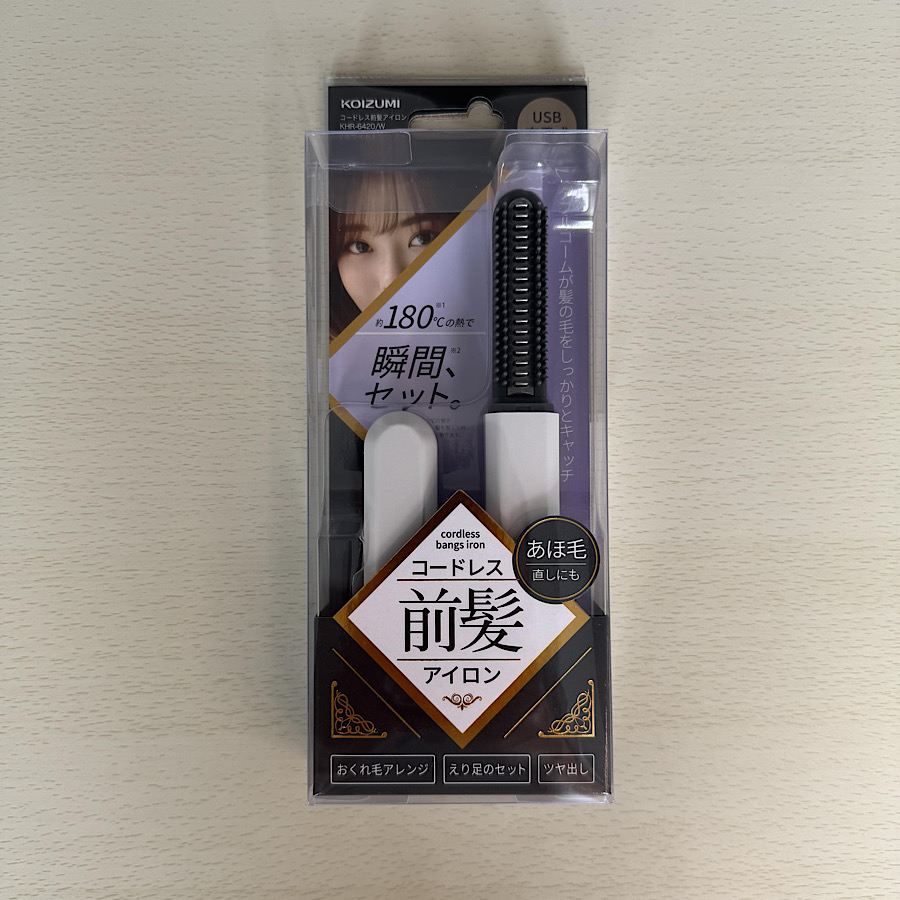 KOIZUMI
コードレス前髪アイロン
KHR-6420/W
USB
約180℃の熱で
※1
瞬間、
※2
セット。
ルコームが髪の毛をしっかりとキャッチ
cordless
bangs iron
コードレス
前髪
アイロン
あほ毛
直しにも
おくれ毛アレンジ
えり足のセット
ツヤ出し